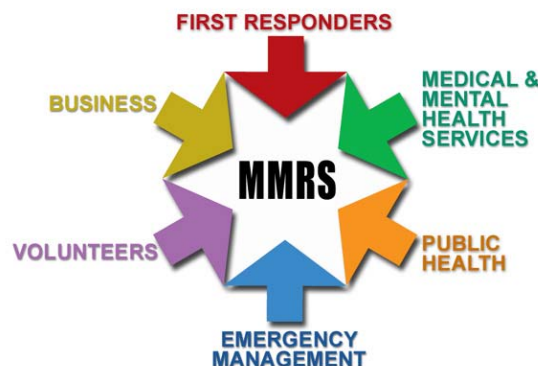 FIRST RESPONDERS
BUSINESS
MEDICAL &
MENTAL
HEALTH
SERVICES
MMRS
VOLUNTEERS
PUBLIC
HEALTH
EMERGENCY
MANAGEMENT